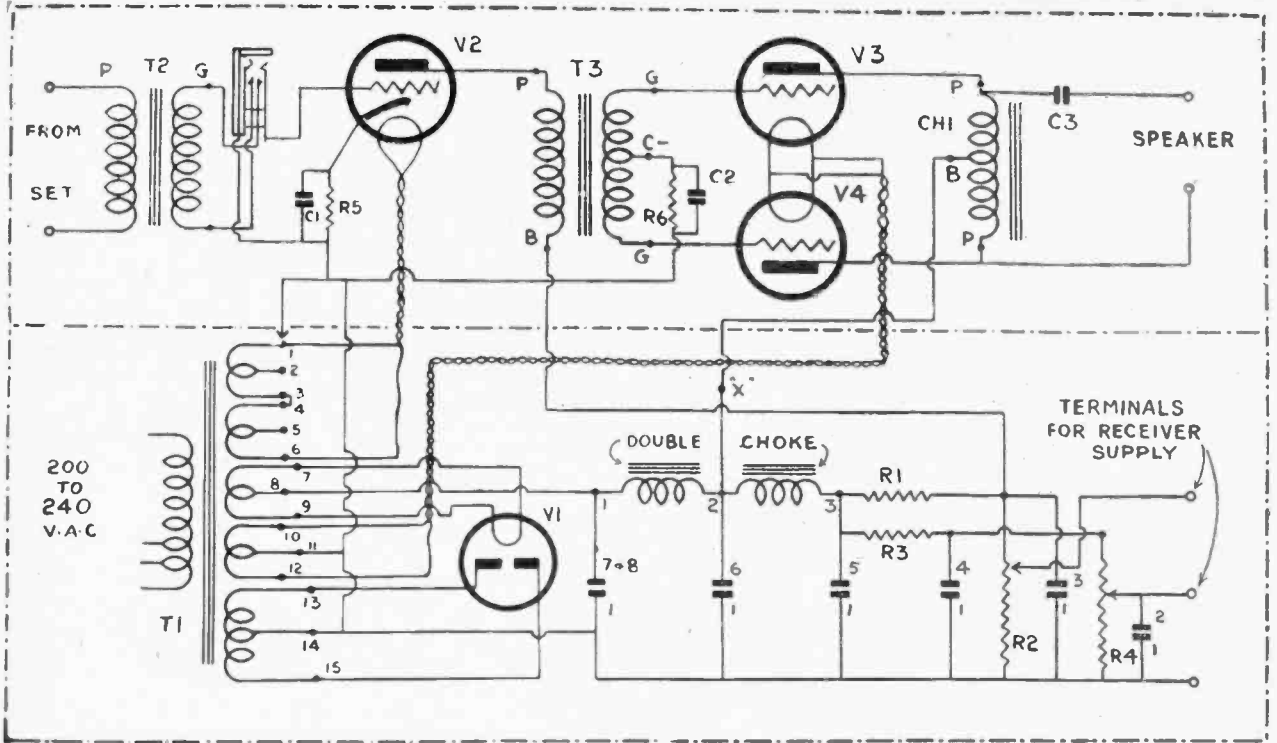 P
T2
G
V2
P
T3
G
V3
P
C3
FROM
SET
SPEAKER
CH1
B
C-
C2
C1
R5
R6
V4
B
G
P
1
2
3
4
5
6
7
8
9
10
11
12
13
14
15
200
TO
240
V.A.C
T1
V1
"X"
DOUBLE
CHOKE
TERMINALS
FOR RECEIVER
SUPPLY
1
2
3
R1
R3
7&8
1
6
1
5
1
4
1
3
1
2
1
R2
R4